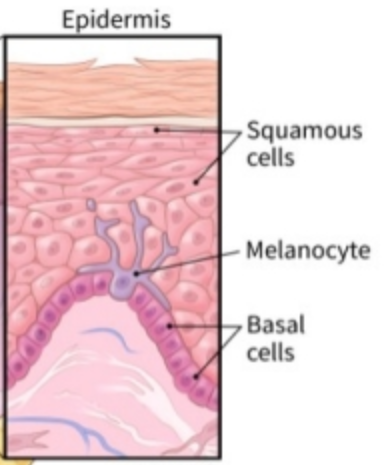 Epidermis
Squamous
cells
Melanocyte
Basal
cells